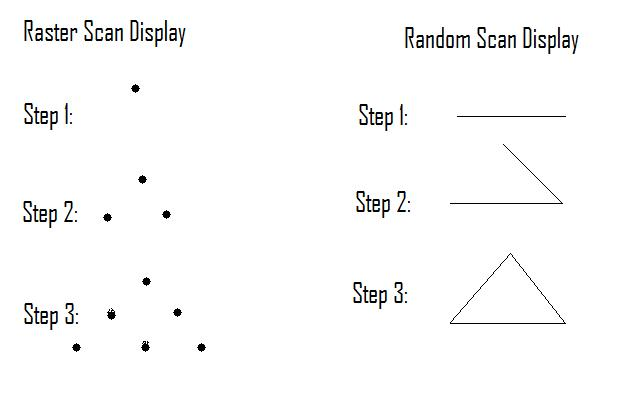 Raster Scan Display
Step 1:
Step 2:
Step 3:
Random Scan Display
Step 1:
Step 2:
Step 3: